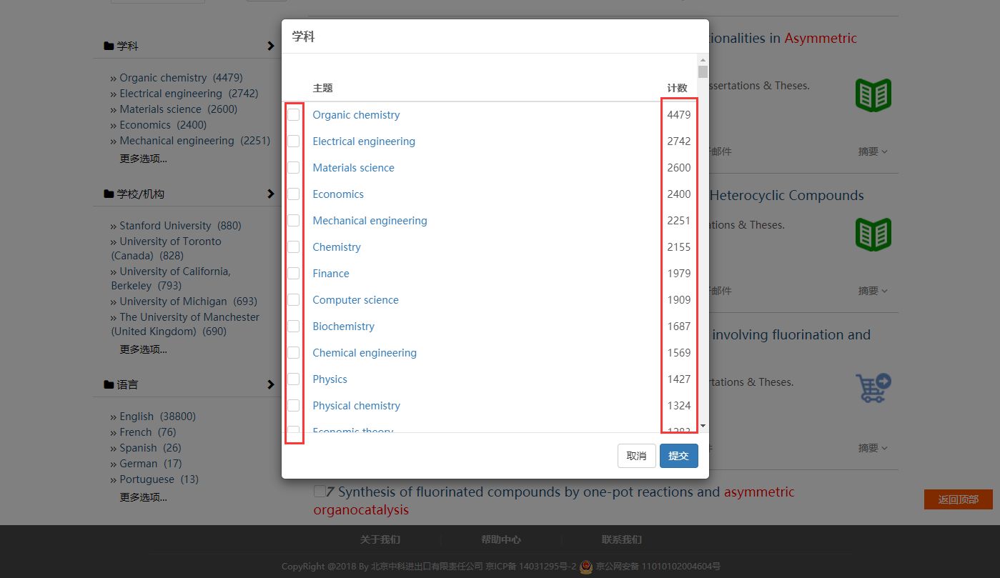 学科
» Organic chemistry (4479)
» Electrical engineering (2742)
» Materials science (2600)
» Economics (2400)
» Mechanical engineering (2251)
更多选项...
学校/机构
» Stanford University (880)
» University of Toronto
(Canada) (828)
» University of California,
Berkeley (793)
» University of Michigan (693)
» The University of Manchester
(United Kingdom) (690)
更多选项...
语言
» English (38800)
» French (76)
» Spanish (26)
» German (17)
» Portuguese (13)
更多选项...
学科
主题 计数
Organic chemistry 4479
Electrical engineering 2742
Materials science 2600
Economics 2400
Mechanical engineering 2251
Chemistry 2155
Finance 1979
Computer science 1909
Biochemistry 1687
Chemical engineering 1569
Physics 1427
Physical chemistry 1324
Economic theory
取消 提交
tionalities in Asymmetric
ssertations & Theses.
子邮件 摘要
Heterocyclic Compounds
ations & Theses.
子邮件 摘要
involving fluorination and
rtations & Theses.
件 摘要
7 Synthesis of fluorinated compounds by one-pot reactions and asymmetric
organocatalysis
返回顶部
关于我们 帮助中心 联系我们
CopyRight @2018 By 北京中科进出口有限责任公司 京ICP备 14031295号-2 京公网安备 11010102004604号